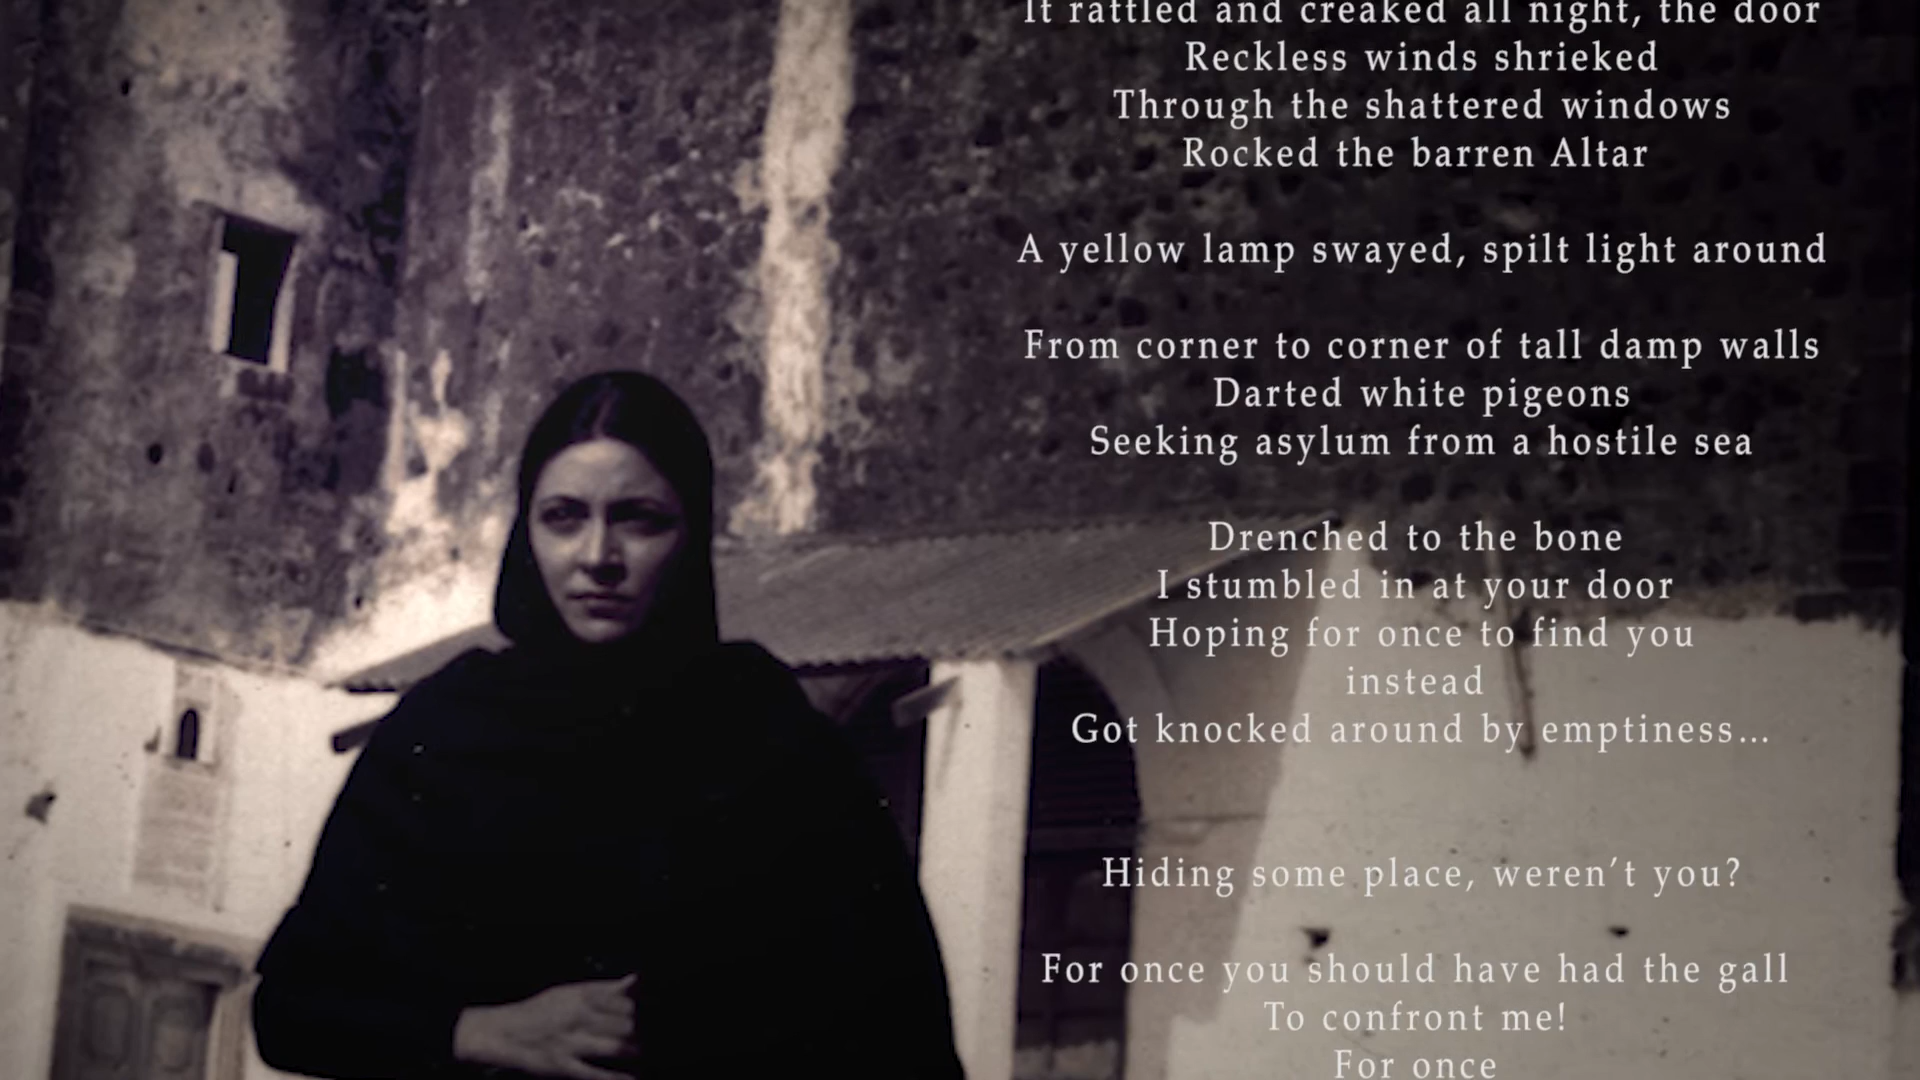 It rattled and creaked all night, the door
Reckless winds shrieked
Through the shattered windows
Rocked the barren Altar
A yellow lamp swayed, spilt light around
From corner to corner of tall damp walls
Darted white pigeons
Seeking asylum from a hostile sea
Drenched to the bone
I stumbled in at your door
Hoping for once to find you
instead
Got knocked around by emptiness…
Hiding some place, weren’t you?
For once you should have had the gall
To confront me!
For once